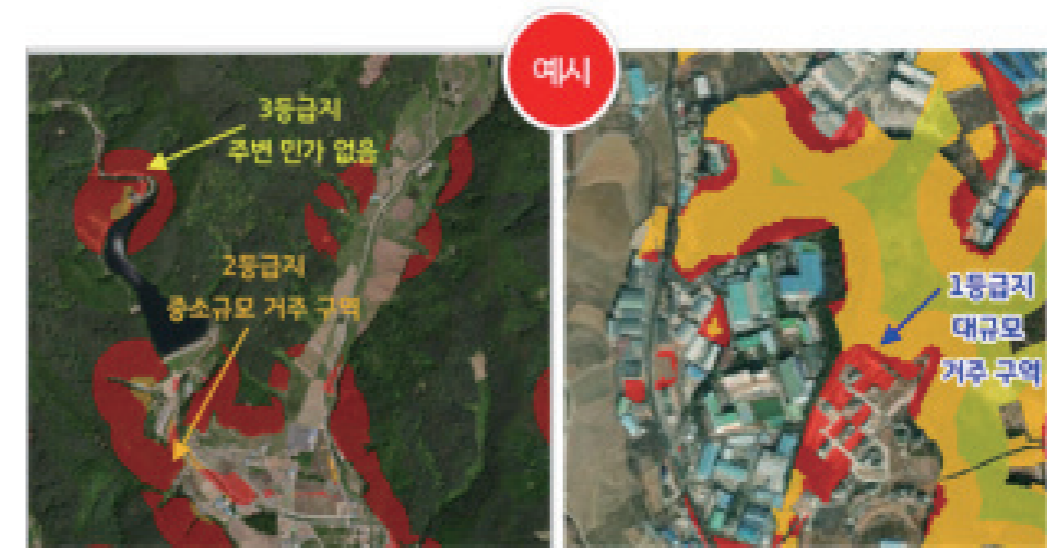 예시
3등급지
주변 민가 없음
2등급지
중소규모 거주 구역
1등급지
대규모
거주 구역